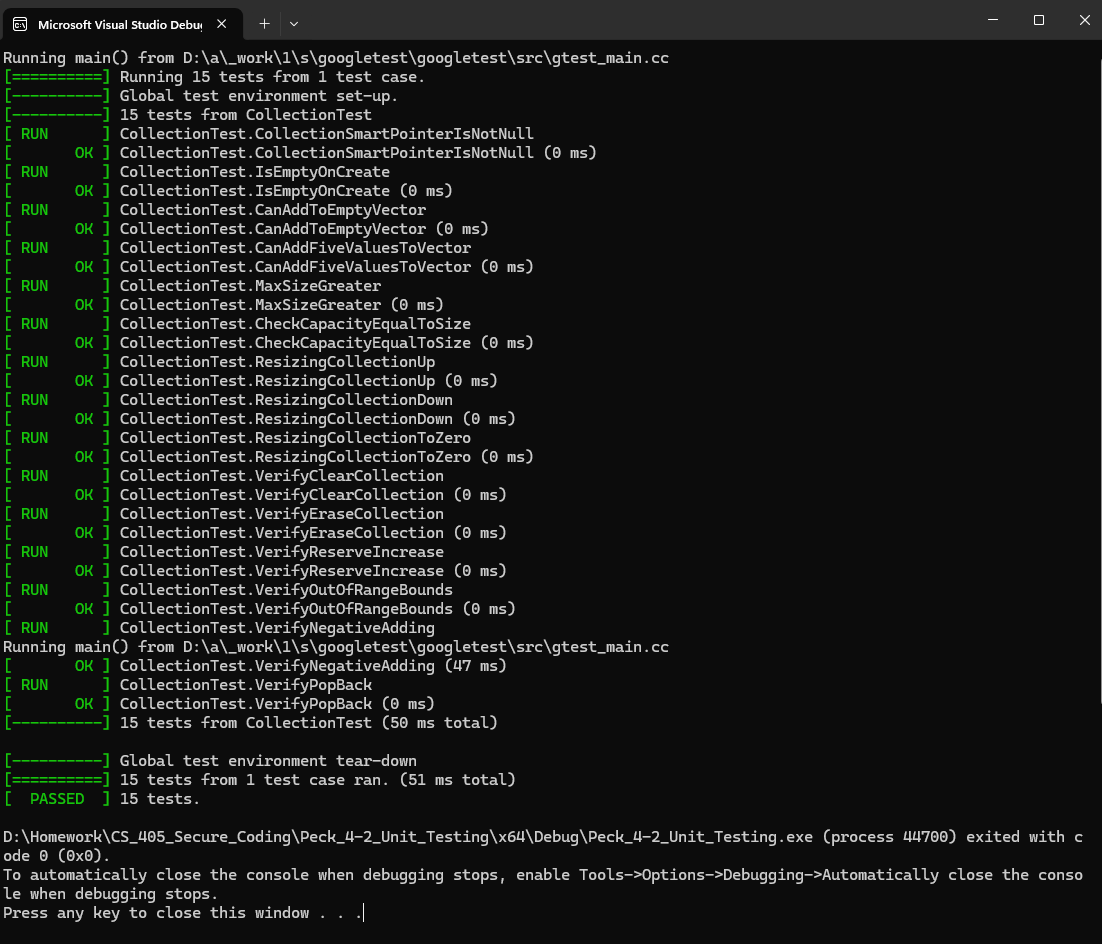 Microsoft Visual Studio Debug
Running main() from D:\a\_work\1\s\googletest\googletest\src\gtest_main.cc
[==========] Running 15 tests from 1 test case.
[----------] Global test environment set-up.
[----------] 15 tests from CollectionTest
[ RUN      ] CollectionTest.CollectionSmartPointerIsNotNull
[       OK ] CollectionTest.CollectionSmartPointerIsNotNull (0 ms)
[ RUN      ] CollectionTest.IsEmptyOnCreate
[       OK ] CollectionTest.IsEmptyOnCreate (0 ms)
[ RUN      ] CollectionTest.CanAddToEmptyVector
[       OK ] CollectionTest.CanAddToEmptyVector (0 ms)
[ RUN      ] CollectionTest.CanAddFiveValuesToVector
[       OK ] CollectionTest.CanAddFiveValuesToVector (0 ms)
[ RUN      ] CollectionTest.MaxSizeGreater
[       OK ] CollectionTest.MaxSizeGreater (0 ms)
[ RUN      ] CollectionTest.CheckCapacityEqualToSize
[       OK ] CollectionTest.CheckCapacityEqualToSize (0 ms)
[ RUN      ] CollectionTest.ResizingCollectionUp
[       OK ] CollectionTest.ResizingCollectionUp (0 ms)
[ RUN      ] CollectionTest.ResizingCollectionDown
[       OK ] CollectionTest.ResizingCollectionDown (0 ms)
[ RUN      ] CollectionTest.ResizingCollectionToZero
[       OK ] CollectionTest.ResizingCollectionToZero (0 ms)
[ RUN      ] CollectionTest.VerifyClearCollection
[       OK ] CollectionTest.VerifyClearCollection (0 ms)
[ RUN      ] CollectionTest.VerifyEraseCollection
[       OK ] CollectionTest.VerifyEraseCollection (0 ms)
[ RUN      ] CollectionTest.VerifyReserveIncrease
[       OK ] CollectionTest.VerifyReserveIncrease (0 ms)
[ RUN      ] CollectionTest.VerifyOutOfRangeBounds
[       OK ] CollectionTest.VerifyOutOfRangeBounds (0 ms)
[ RUN      ] CollectionTest.VerifyNegativeAdding
Running main() from D:\a\_work\1\s\googletest\googletest\src\gtest_main.cc
[       OK ] CollectionTest.VerifyNegativeAdding (47 ms)
[ RUN      ] CollectionTest.VerifyPopBack
[       OK ] CollectionTest.VerifyPopBack (0 ms)
[----------] 15 tests from CollectionTest (50 ms total)
[----------] Global test environment tear-down
[==========] 15 tests from 1 test case ran. (51 ms total)
[  PASSED  ] 15 tests.
D:\Homework\CS_405_Secure_Coding\Peck_4-2_Unit_Testing\x64\Debug\Peck_4-2_Unit_Testing.exe (process 44700) exited with c
ode 0 (0x0).
To automatically close the console when debugging stops, enable Tools->Options->Debugging->Automatically close the conso
le when debugging stops.
Press any key to close this window . . .